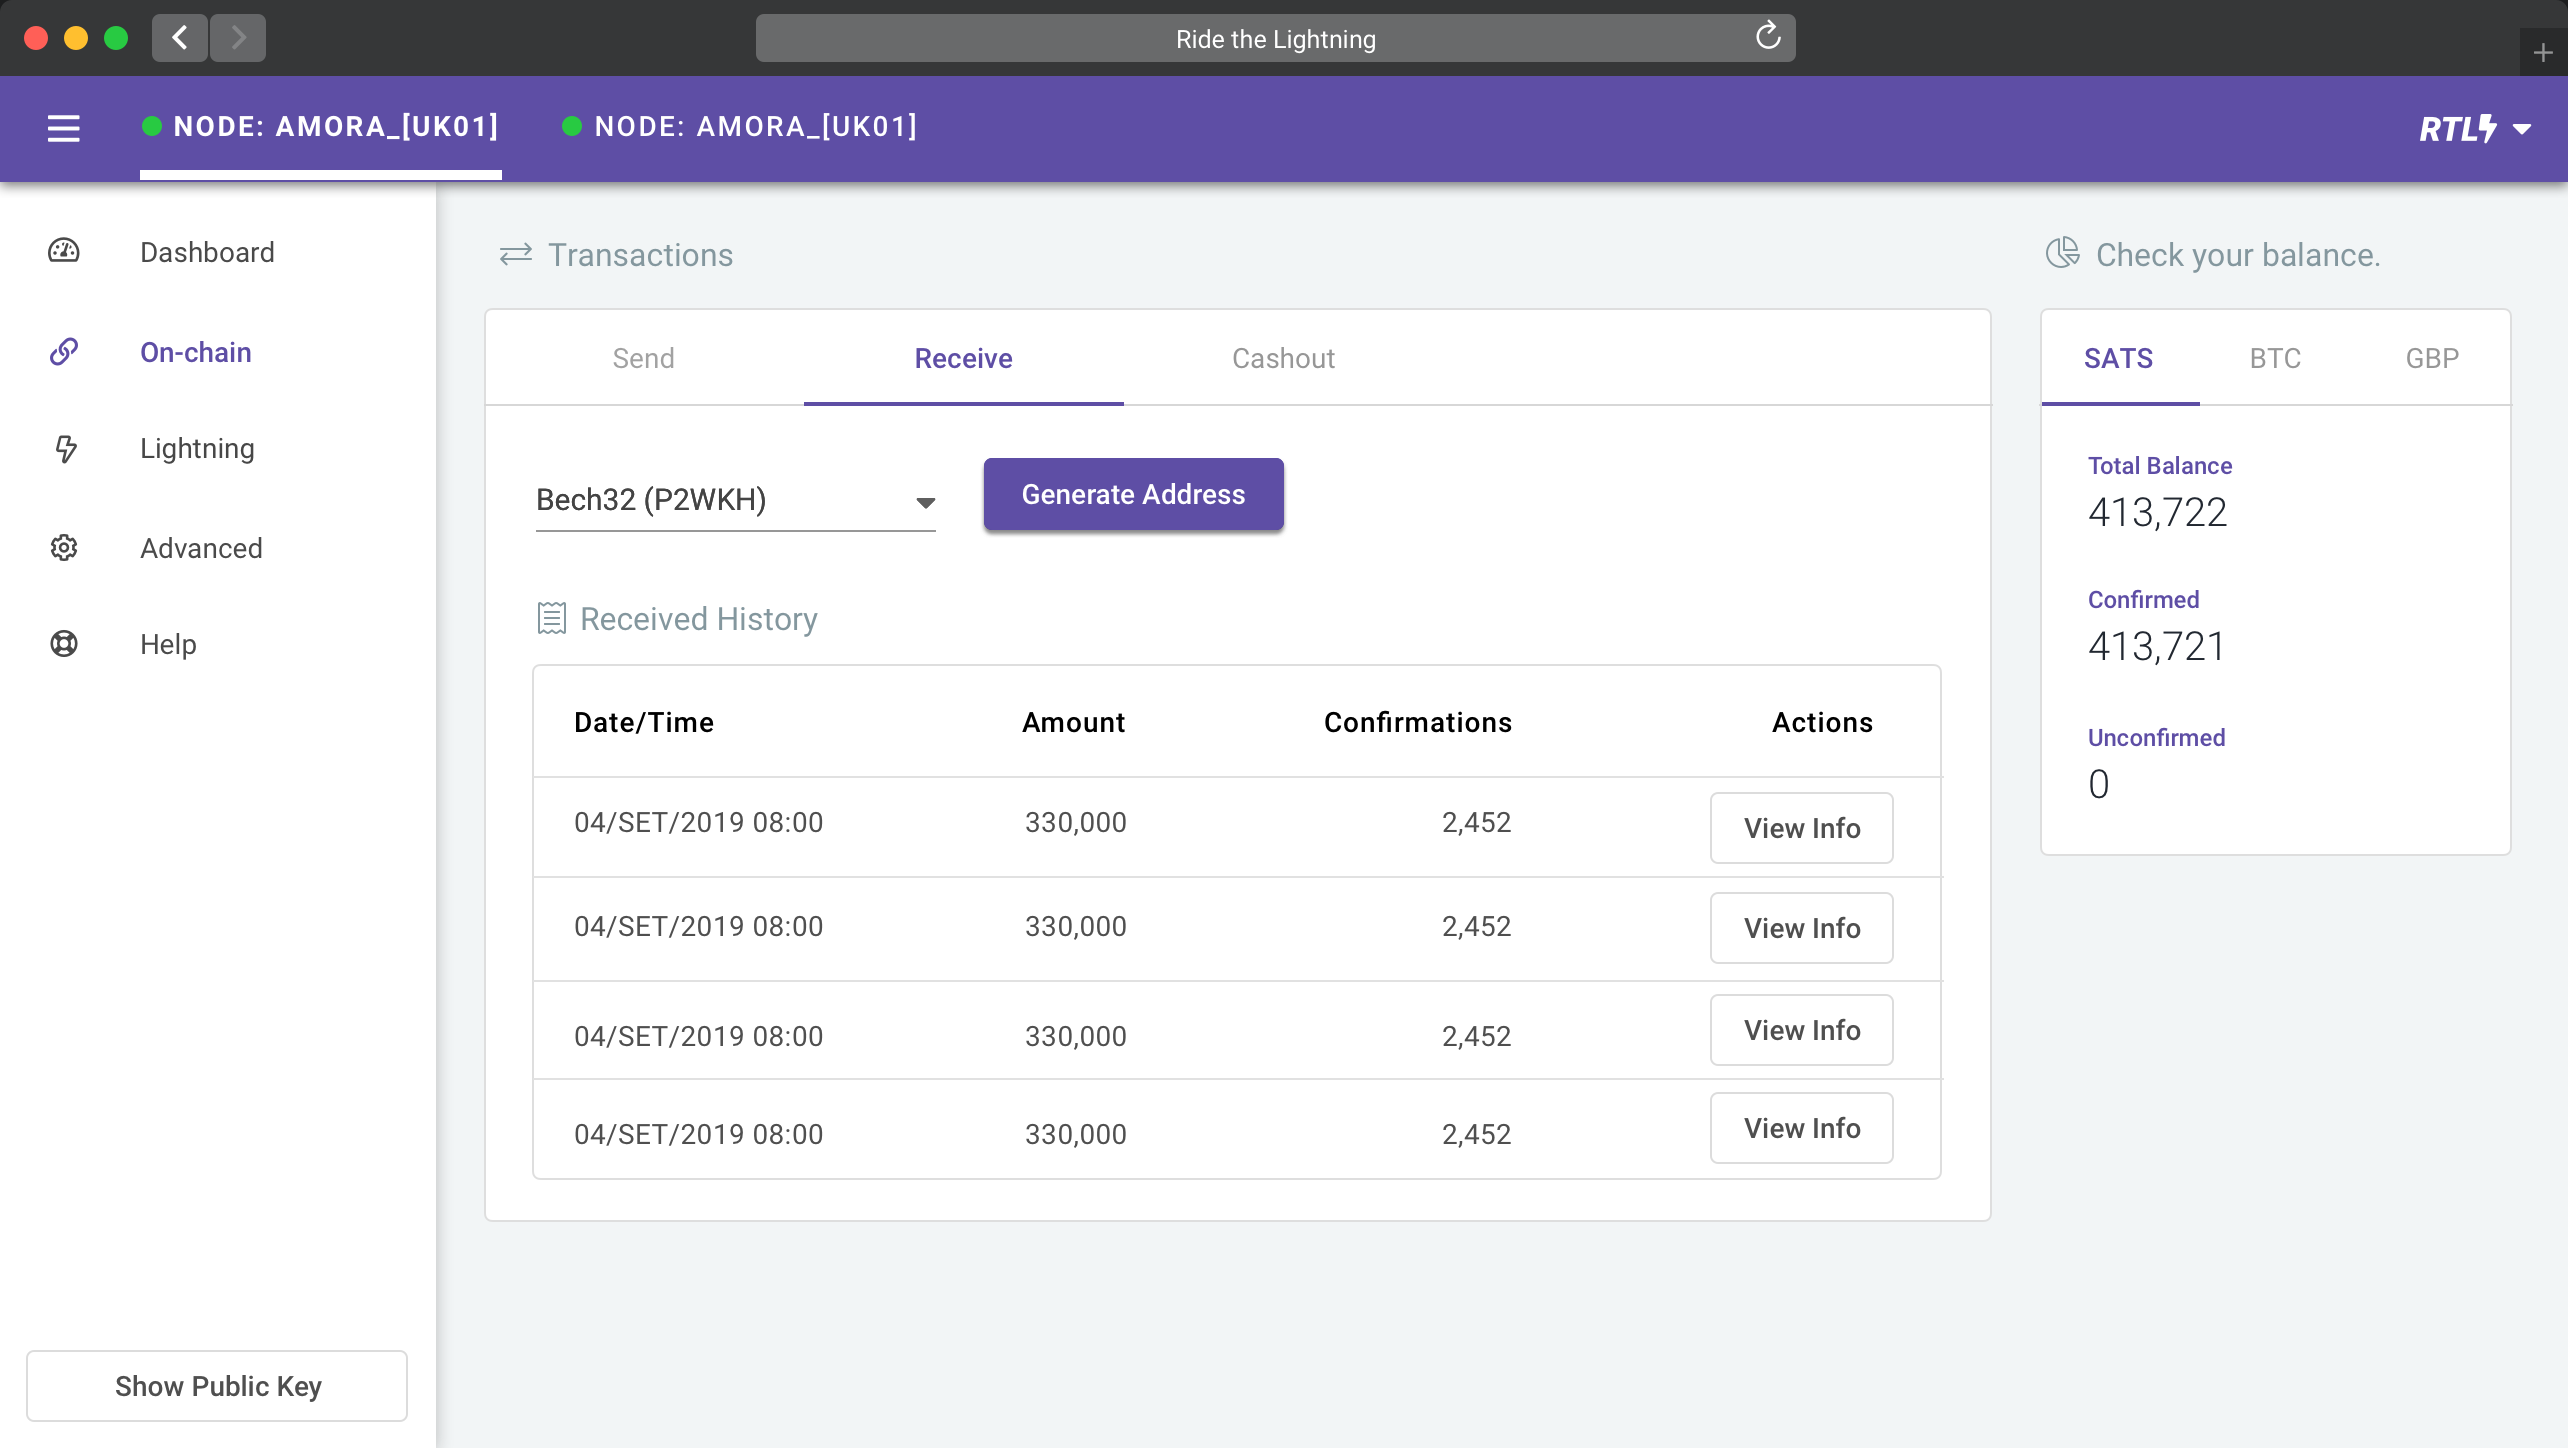 Ride the Lightning
NODE: AMORA_[UK01]
NODE: AMORA_[UK01]
RTL
Dashboard
On-chain
Lightning
Advanced
Help
Show Public Key
Transactions
Send
Receive
Cashout
Bech32 (P2WKH)
Generate Address
Received History
Date/Time Amount Confirmations Actions
04/SET/2019 08:00 330,000 2,452 View Info
04/SET/2019 08:00 330,000 2,452 View Info
04/SET/2019 08:00 330,000 2,452 View Info
04/SET/2019 08:00 330,000 2,452 View Info
Check your balance.
SATS
BTC
GBP
Total Balance
413,722
Confirmed
413,721
Unconfirmed
0